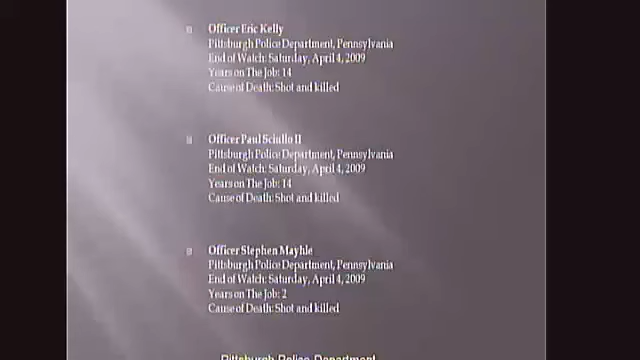 Officer Eric Kelly
Pittsburgh Police Department, Pennsylvania
End of Watch: Saturday, April 4, 2009
Years on The Job: 14
Cause of Death: Shot and killed
Officer Paul Sciullo II
Pittsburgh Police Department, Pennsylvania
End of Watch: Saturday, April 4, 2009
Years on The Job: 14
Cause of Death: Shot and killed
Officer Stephen Mayhle
Pittsburgh Police Department, Pennsylvania
End of Watch: Saturday, April 4, 2009
Years on The Job: 2
Cause of Death: Shot and killed
Pittsburgh Police Department